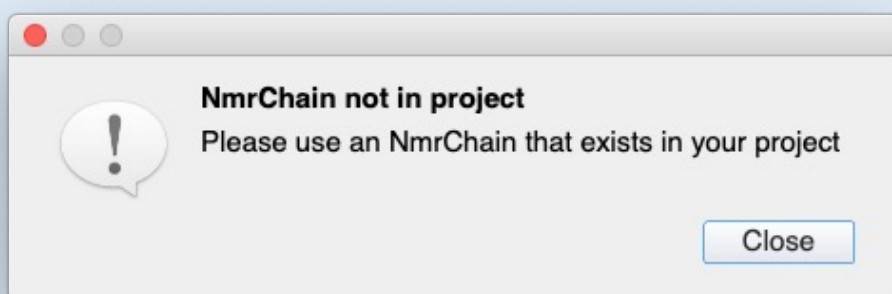 NmrChain not in project
Please use an NmrChain that exists in your project
Close